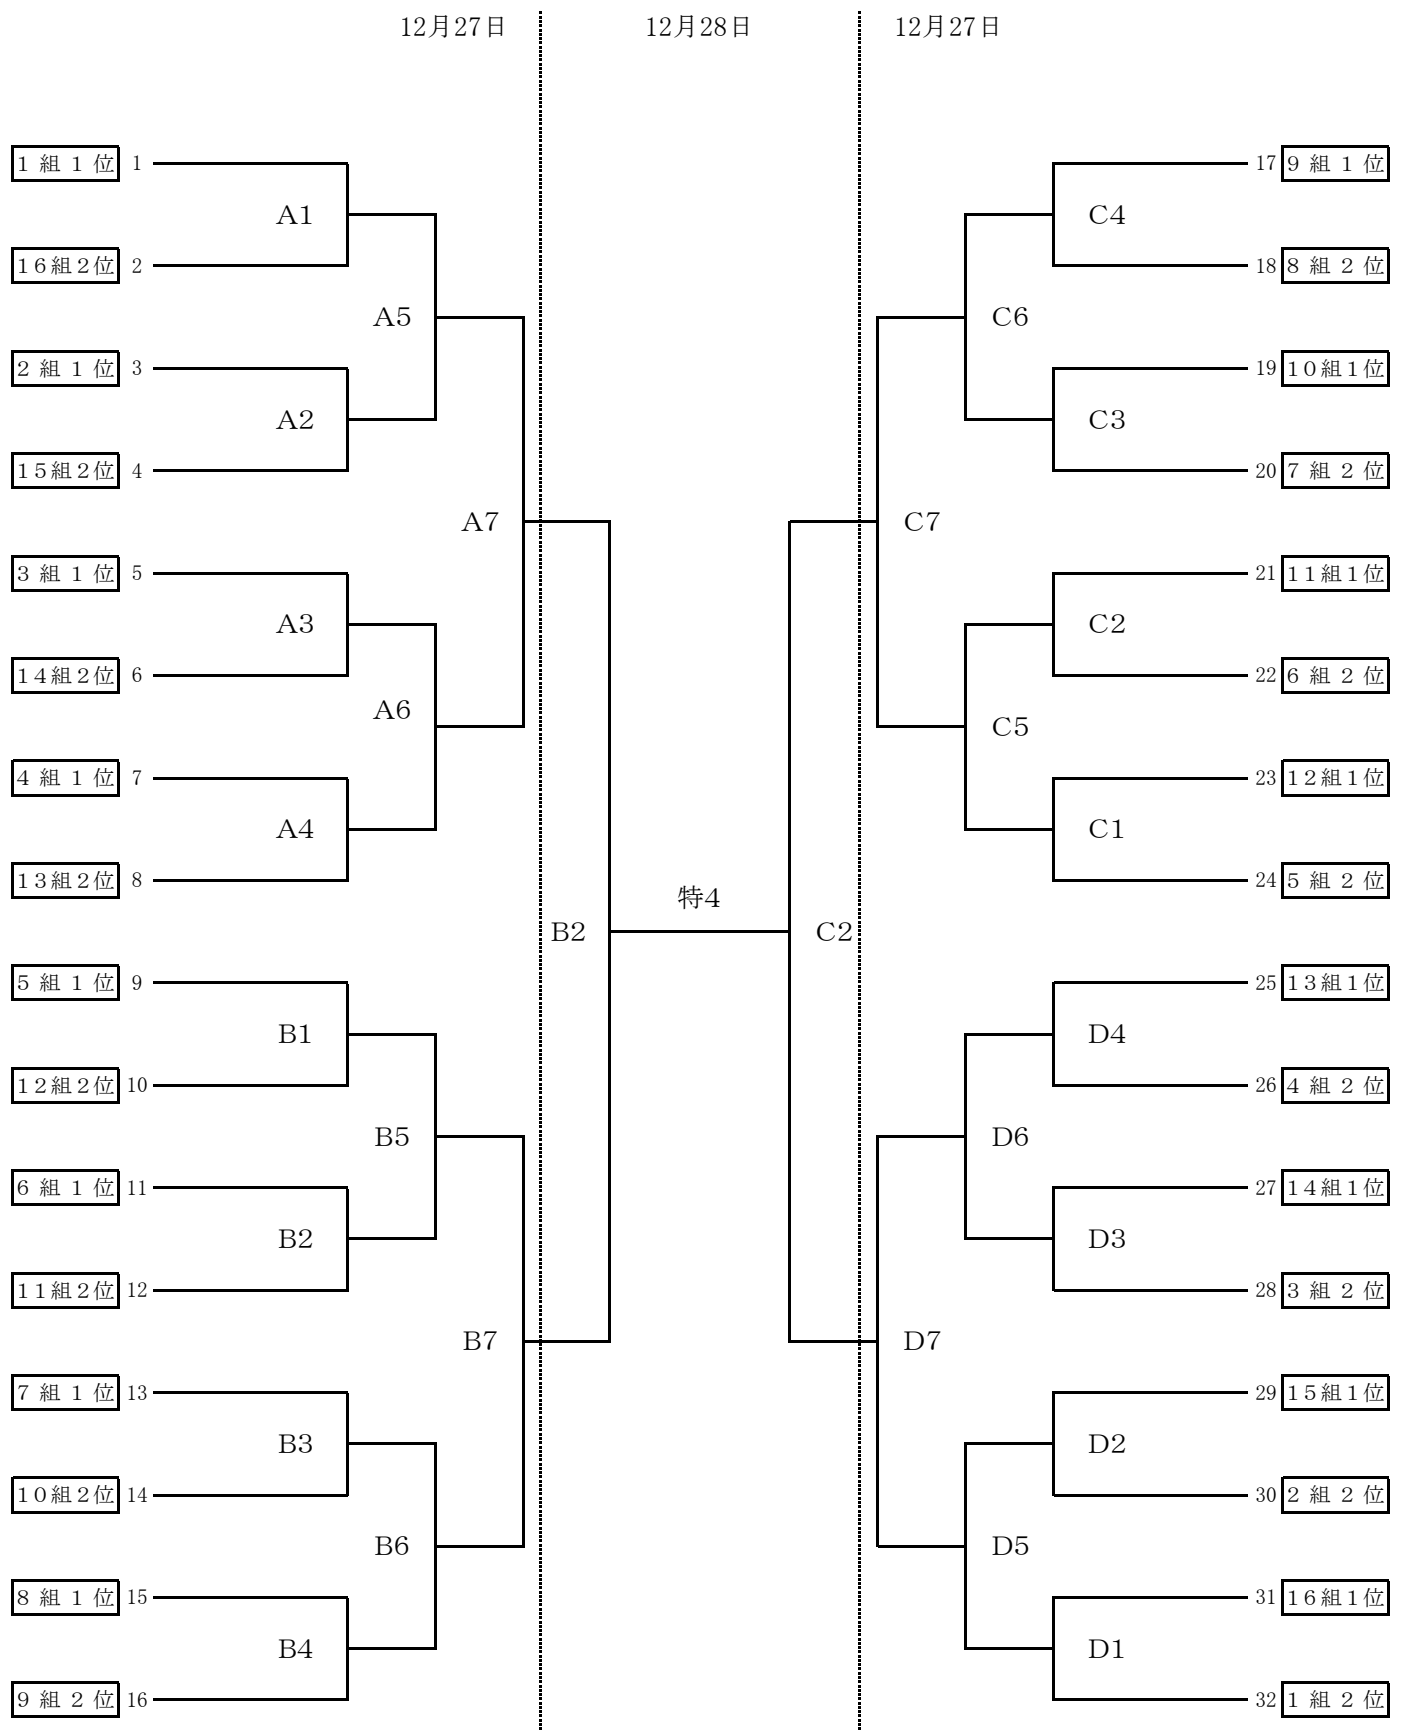 12月27日 12月28日 12月27日
1組1位 1 17 9組1位
A1 C4
16組2位 2 18 8組2位
A5 C6
2組1位 3 19 10組1位
A2 C3
15組2位 4 20 7組2位
A7 C7
3組1位 5 21 11組1位
A3 C2
14組2位 6 22 6組2位
A6 C5
4組1位 7 23 12組1位
A4 C1
13組2位 8 24 5組2位
特4
B2 C2
5組1位 9 25 13組1位
B1 D4
12組2位 10 26 4組2位
B5 D6
6組1位 11 27 14組1位
B2 D3
11組2位 12 28 3組2位
B7 D7
7組1位 13 29 15組1位
B3 D2
10組2位 14 30 2組2位
B6 D5
8組1位 15 31 16組1位
B4 D1
9組2位 16 32 1組2位